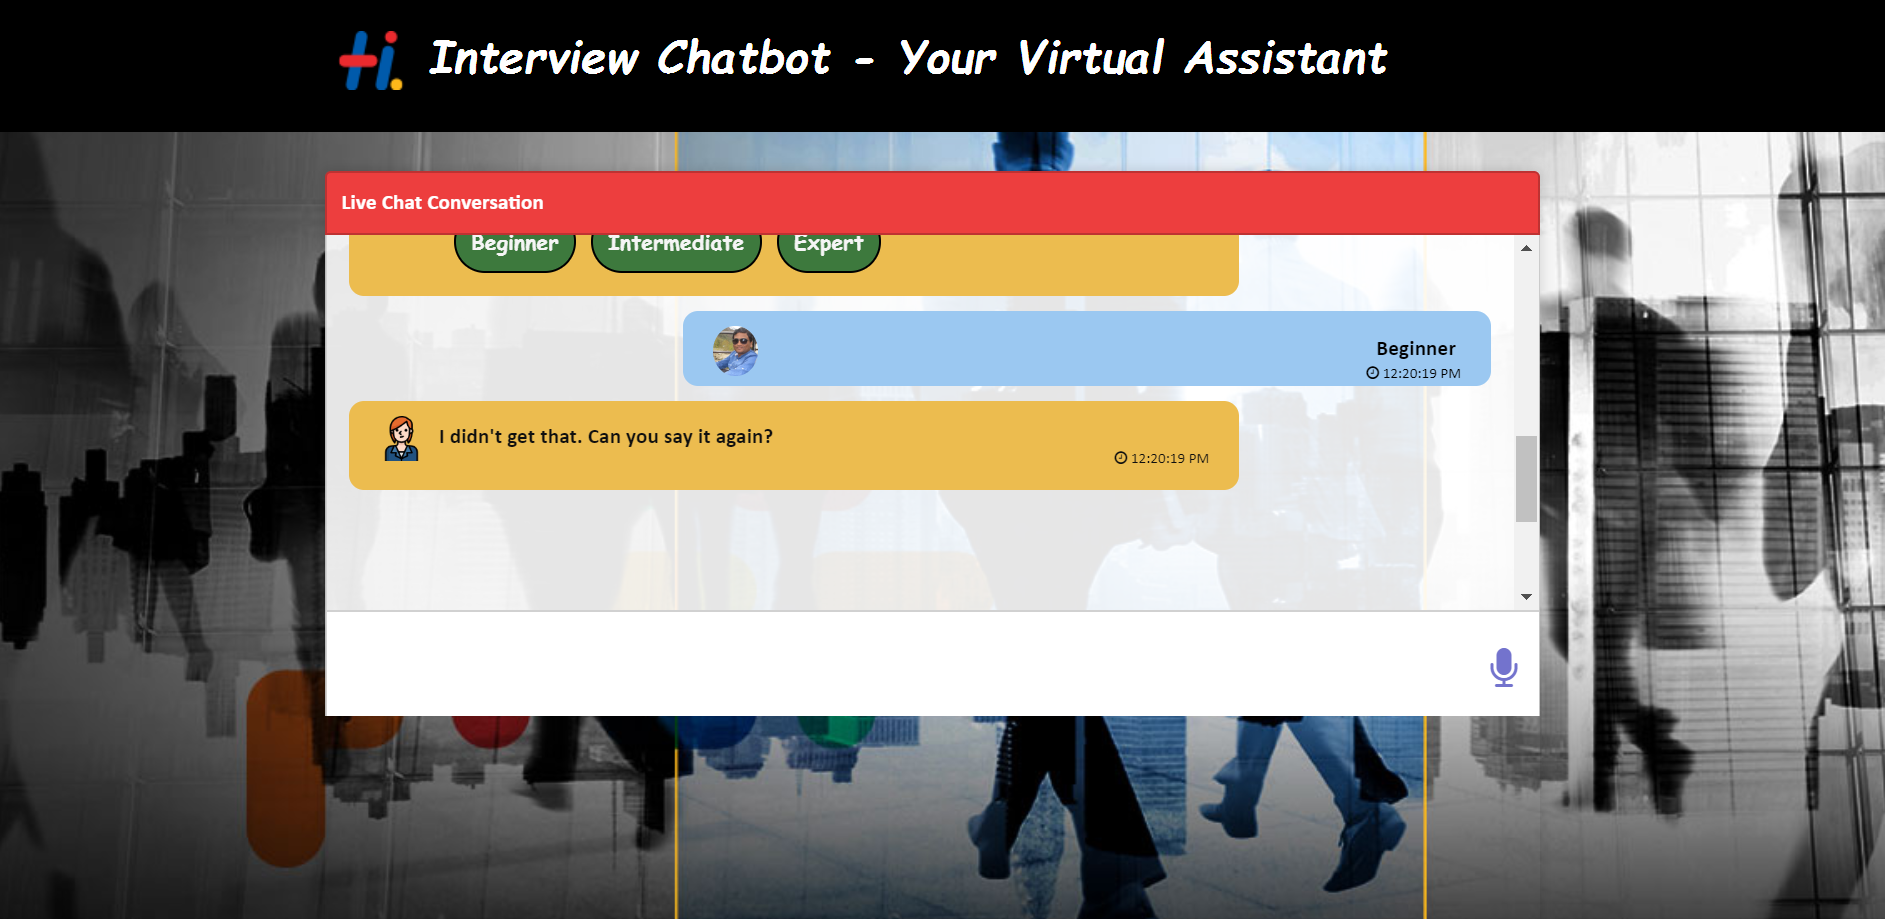 Hi.
Interview Chatbot - Your Virtual Assistant
Live Chat Conversation
Beginner Intermediate Expert
Beginner
12:20:19 PM
I didn't get that. Can you say it again?
12:20:19 PM